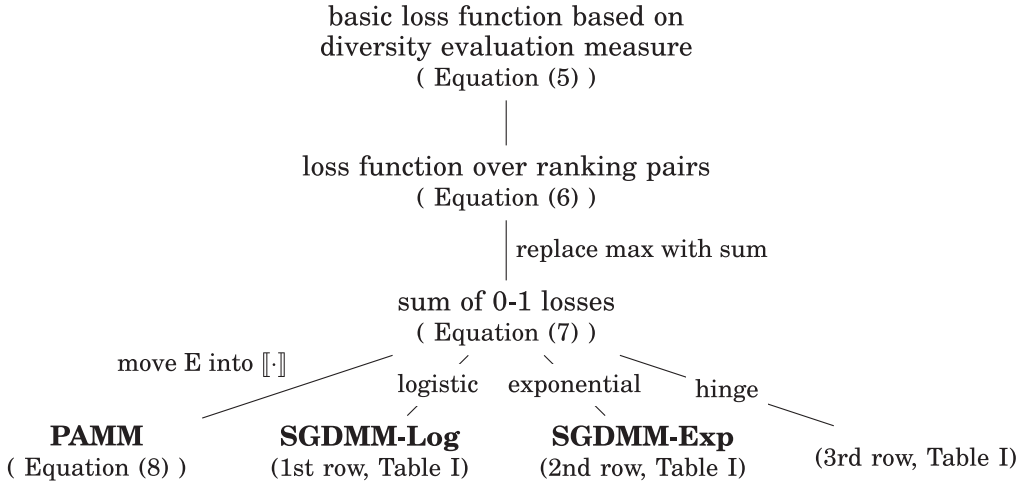 basic loss function based on
diversity evaluation measure
( Equation (5) )
loss function over ranking pairs
( Equation (6) )
replace max with sum
sum of 0-1 losses
( Equation (7) )
move E into ⟦·⟧
logistic
exponential
hinge
PAMM
( Equation (8) )
SGDMM-Log
(1st row, Table I)
SGDMM-Exp
(2nd row, Table I)
(3rd row, Table I)